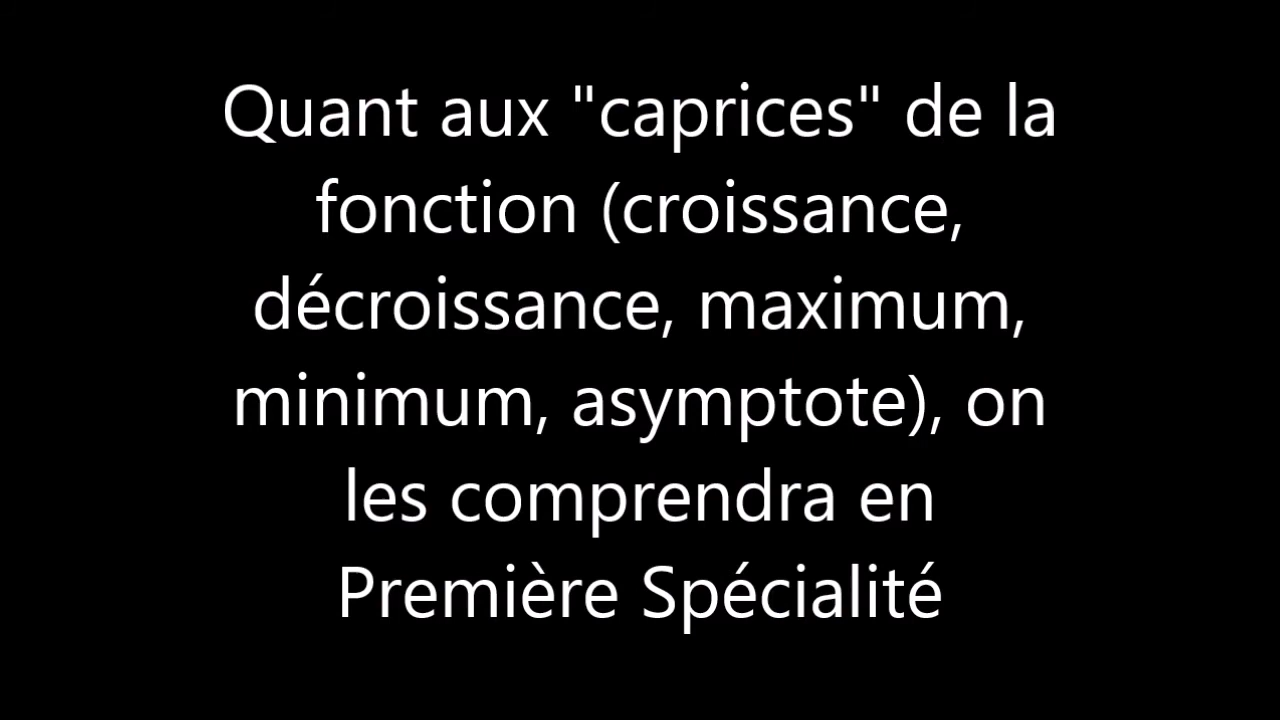 Quant aux "caprices" de la
fonction (croissance,
décroissance, maximum,
minimum, asymptote), on
les comprendra en
Première Spécialité